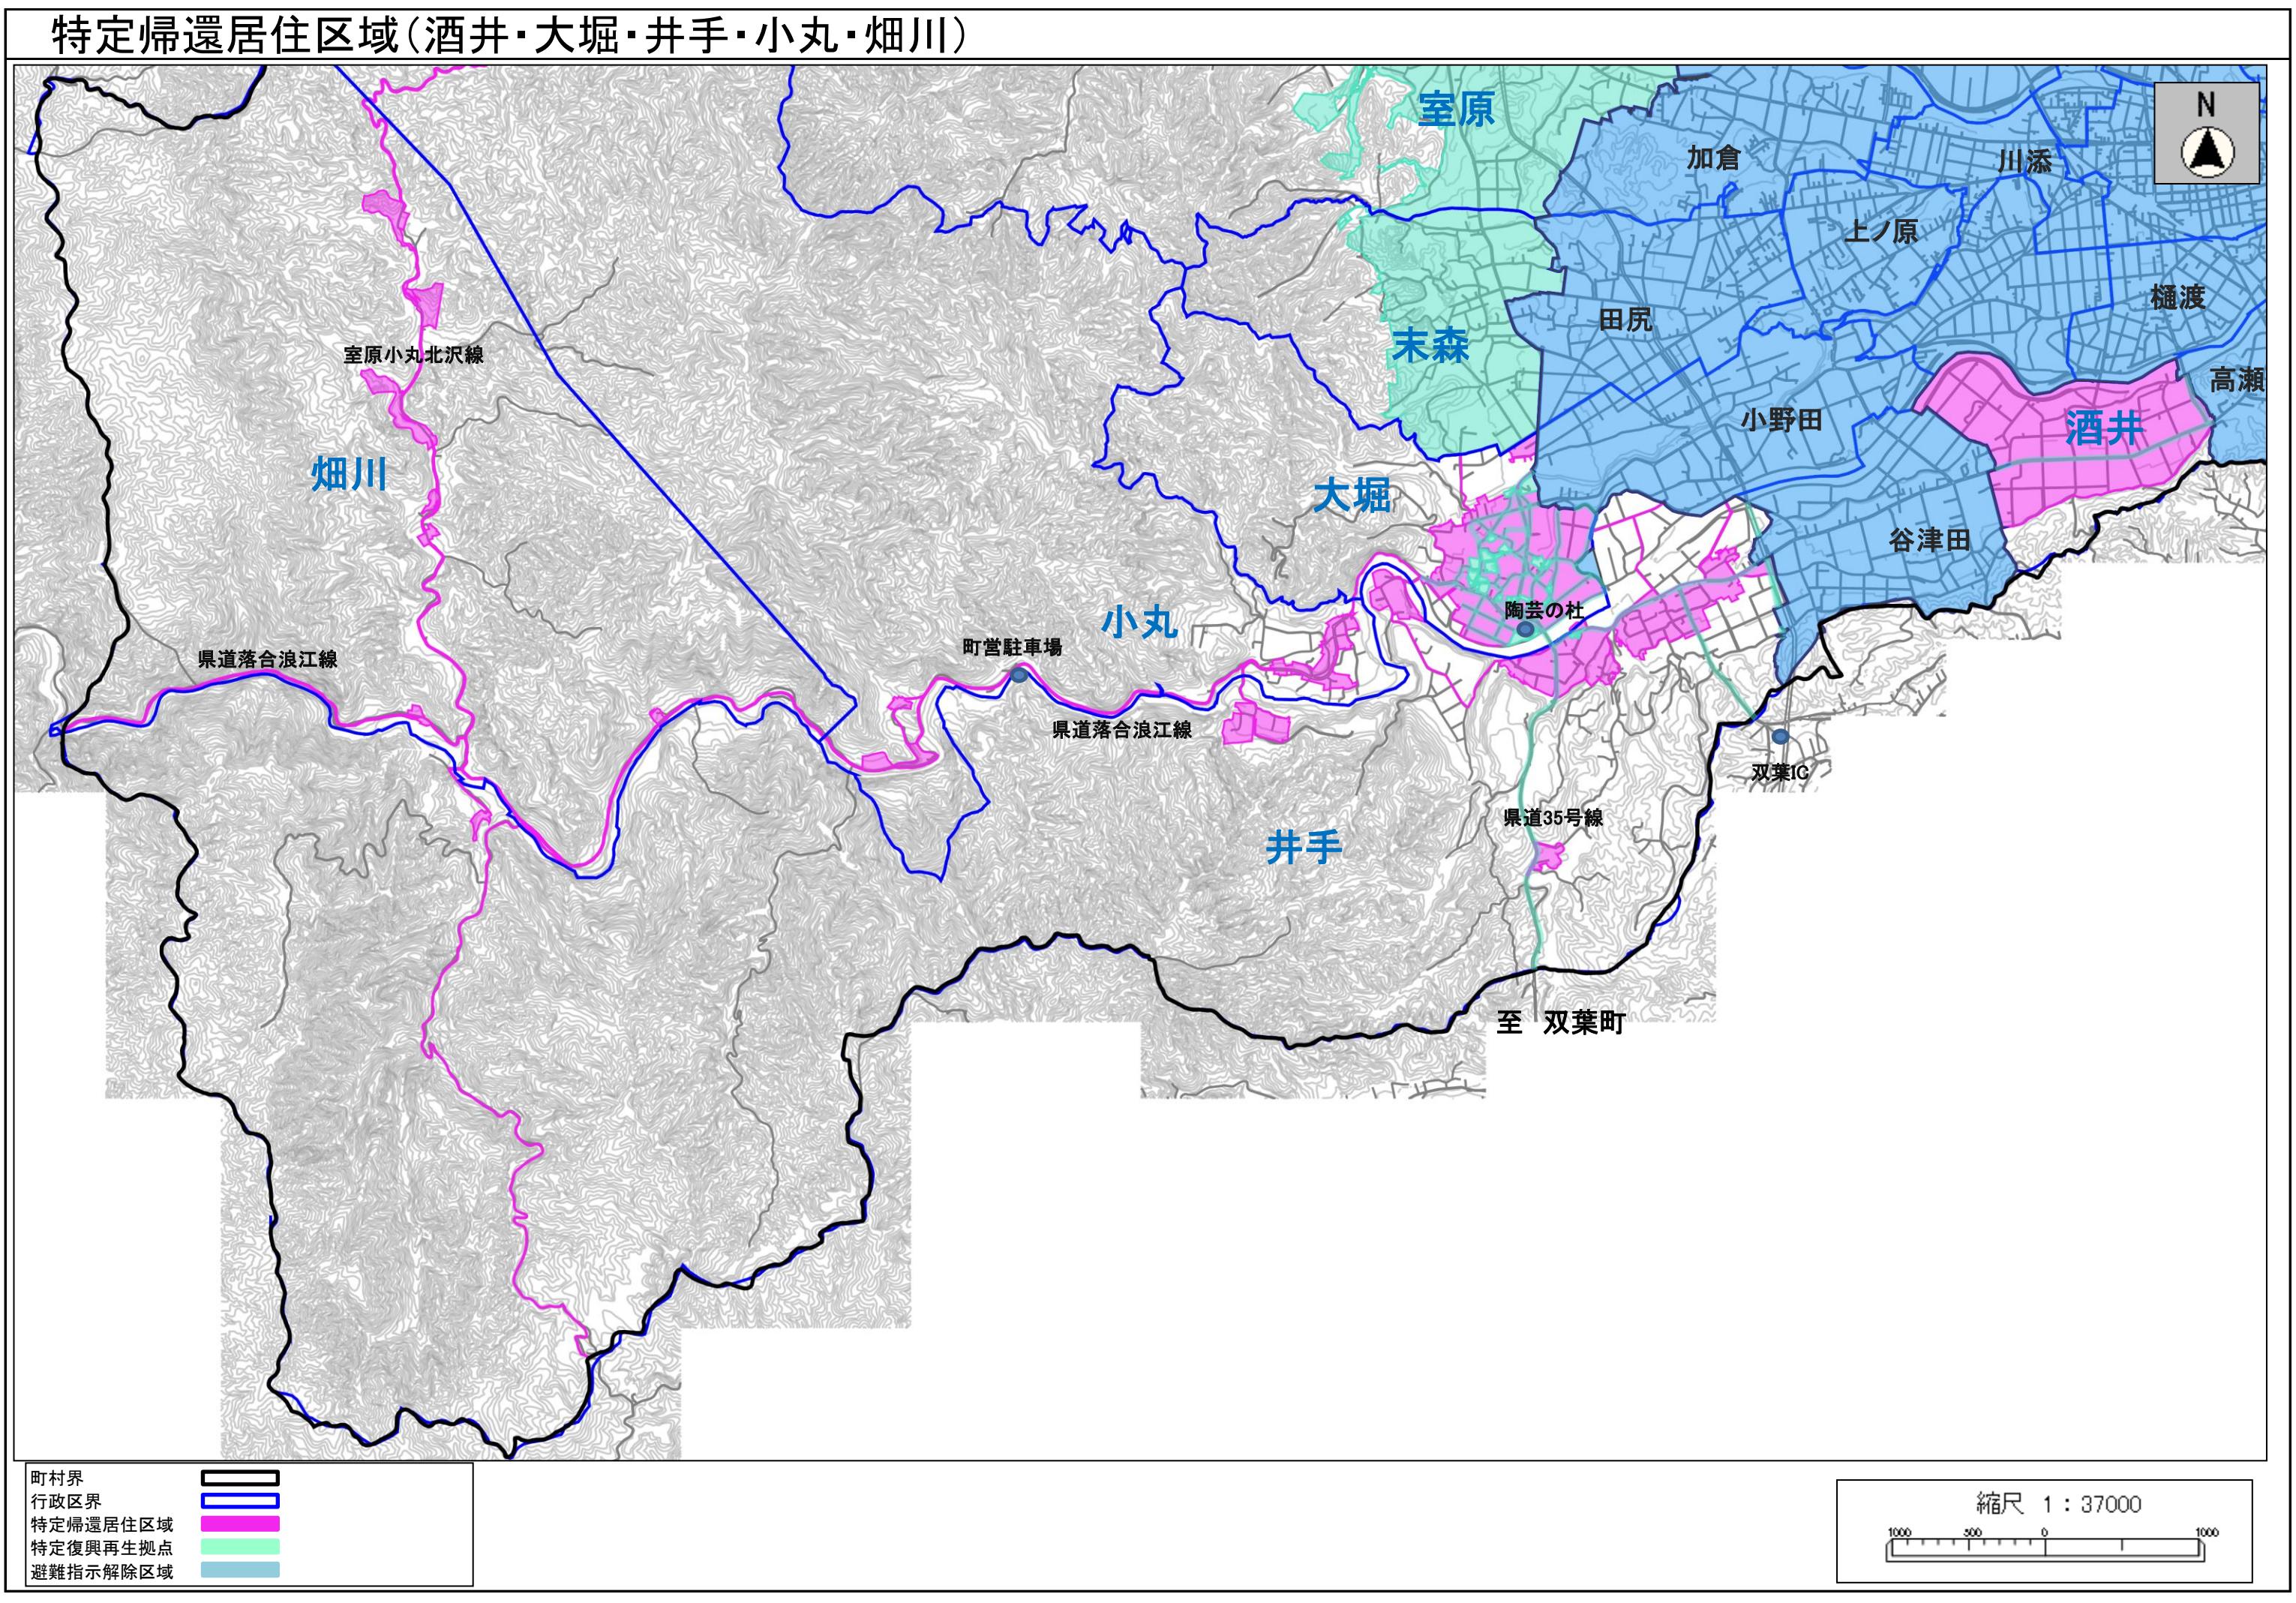 特定帰還居住区域（酒井・大堀・井手・小丸・畑川）
N
室原
加倉
川添
上ノ原
樋渡
田尻
末森
室原小丸北沢線
高瀬
小野田
酒井
畑川
大堀
谷津田
陶芸の杜
小丸
町営駐車場
県道落合浪江線
県道落合浪江線
双葉IC
県道35号線
井手
至 双葉町
町村界
行政区界
特定帰還居住区域
特定復興再生拠点
避難指示解除区域
縮尺 1：37000
1000 500 0 1000